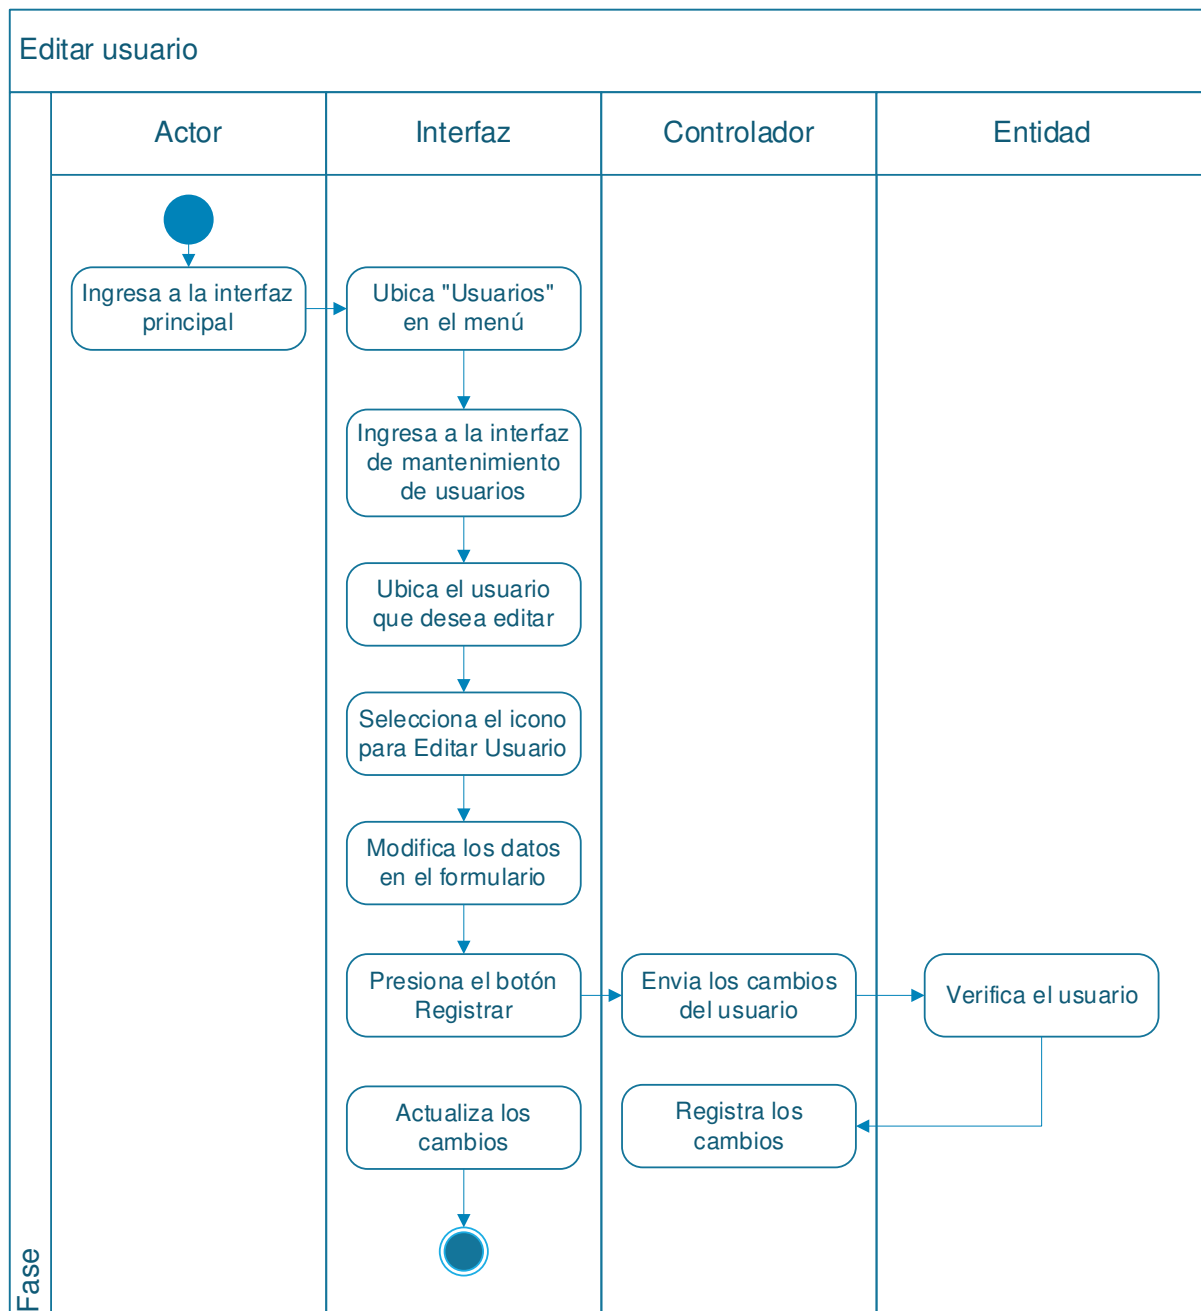 Editar usuario
Actor
Interfaz
Controlador
Entidad
Ingresa a la interfaz
principal
Ubica "Usuarios"
en el menú
Ingresa a la interfaz
de mantenimiento
de usuarios
Ubica el usuario
que desea editar
Selecciona el icono
para Editar Usuario
Modifica los datos
en el formulario
Presiona el botón
Registrar
Envia los cambios
del usuario
Verifica el usuario
Actualiza los
cambios
Registra los
cambios
Fase